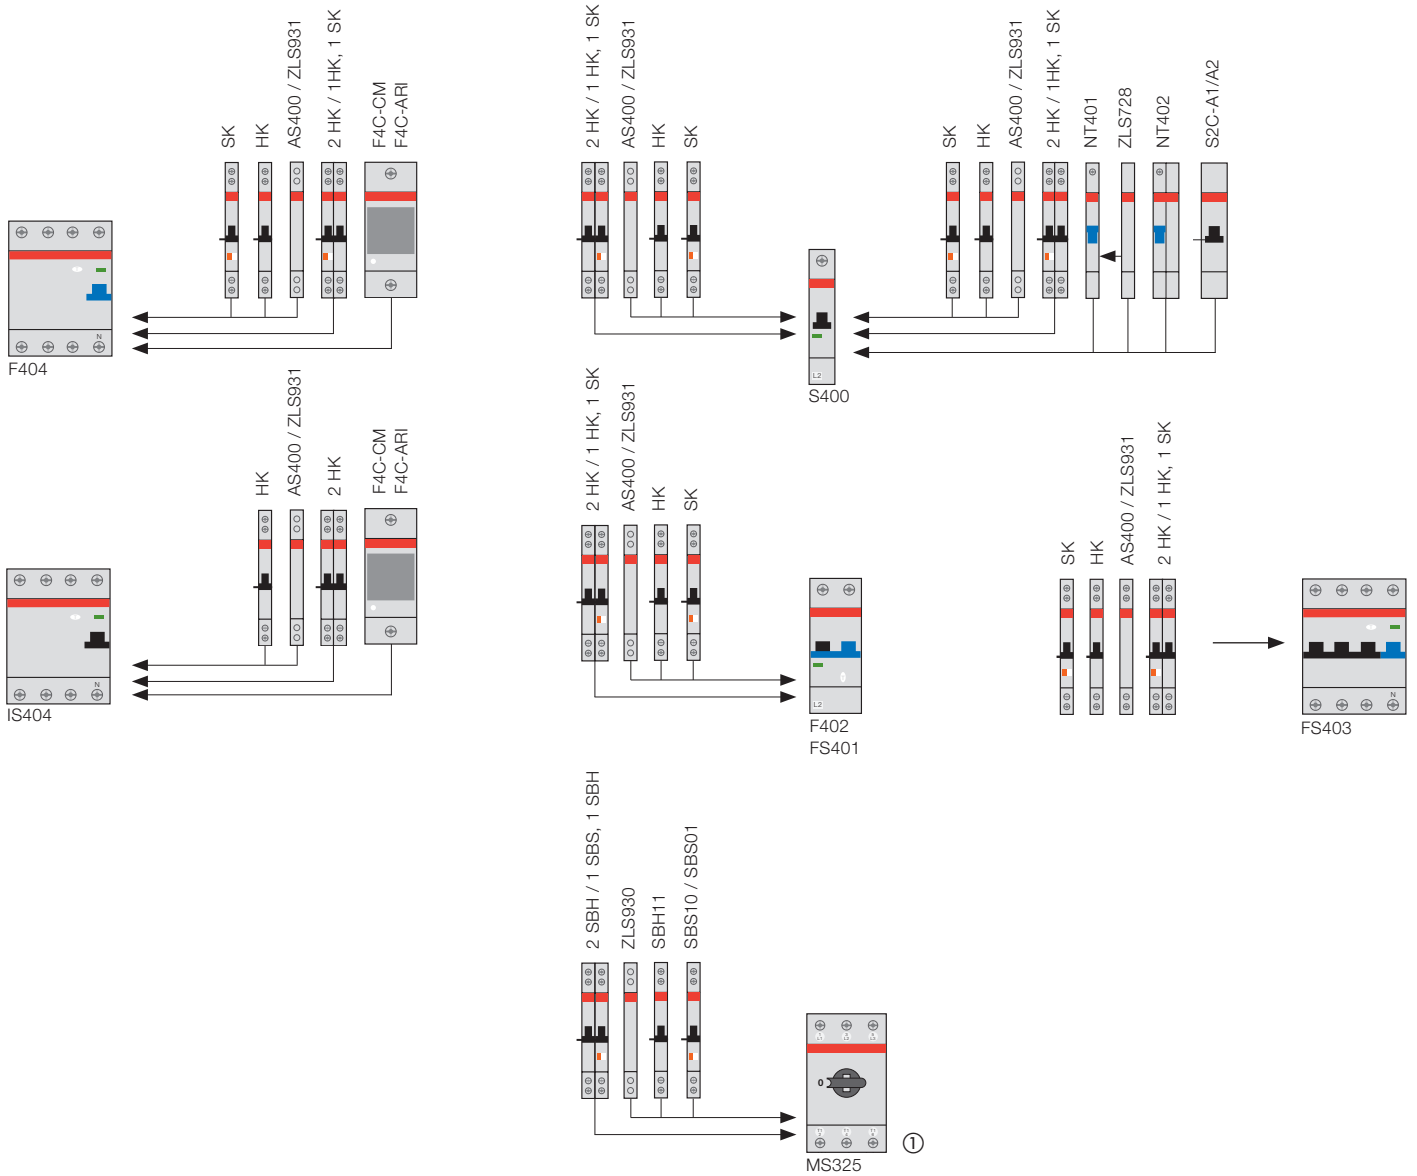 SK
HK
AS400 / ZLS931
2 HK / 1HK, 1 SK
F4C-CM
F4C-ARI
N
F404
2 HK / 1 HK, 1 SK
AS400 / ZLS931
HK
SK
L2
S400
SK
HK
AS400 / ZLS931
2 HK / 1HK, 1 SK
NT401
ZLS728
NT402
S2C-A1/A2
HK
AS400 / ZLS931
2 HK
F4C-CM
F4C-ARI
N
IS404
2 HK / 1 HK, 1 SK
AS400 / ZLS931
HK
SK
L2
F402
FS401
SK
HK
AS400 / ZLS931
2 HK / 1 HK, 1 SK
N
FS403
2 SBH / 1 SBS, 1 SBH
ZLS930
SBH11
SBS10 / SBS01
0
MS325
①